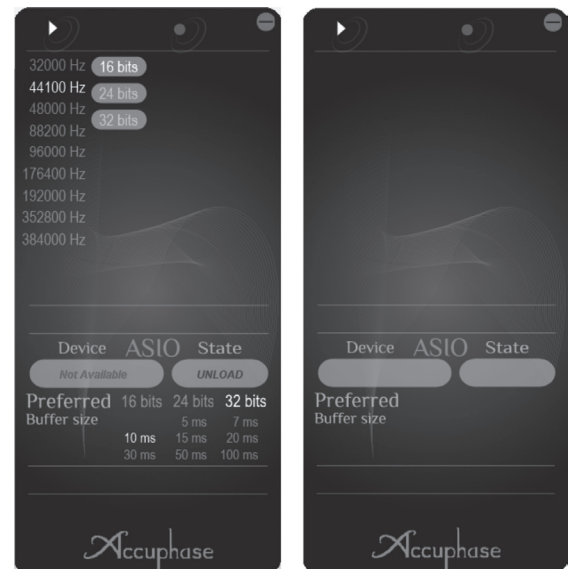 32000 Hz 16 bits
44100 Hz 24 bits
48000 Hz
88200 Hz 32 bits
96000 Hz
176400 Hz
192000 Hz
352800 Hz
384000 Hz
Device ASIO State
Not Available UNLOAD
Preferred 16 bits 24 bits 32 bits
Buffer size
5 ms 7 ms
10 ms 15 ms 20 ms
30 ms 50 ms 100 ms
Accuphase
Device ASIO State
Preferred
Buffer size
Accuphase